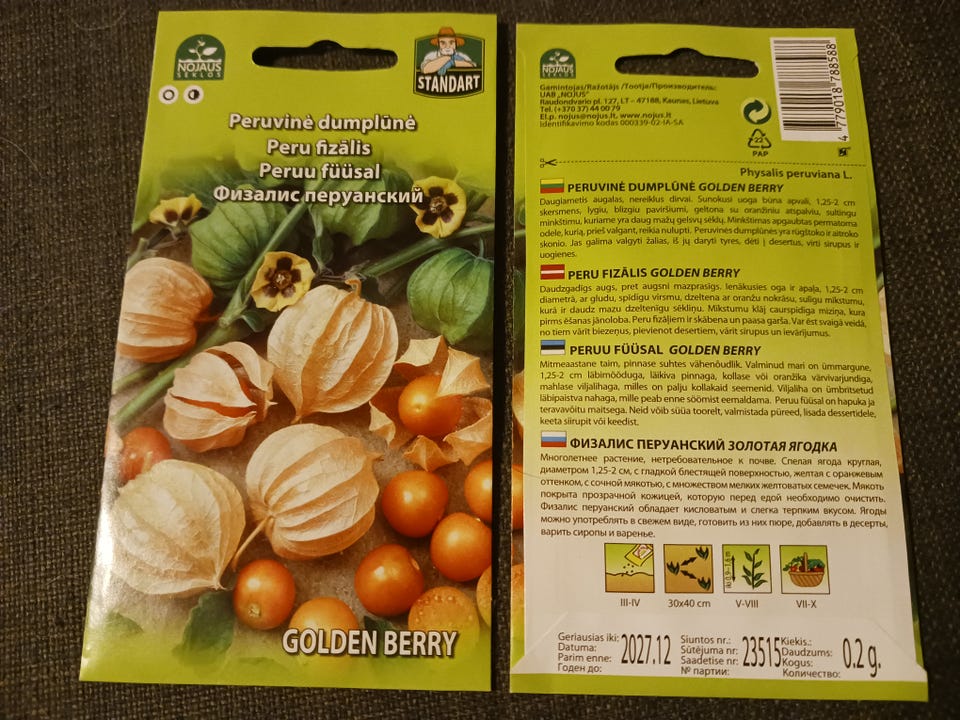 NOJAUS
SĖKLOS
STANDART
Peruvinė dumplūnė
Peru fizālis
Peruu füüsal
Физалис перуанский
GOLDEN BERRY
NOJAUS
SĖKLOS
Gamintojas/Ražotājs /Tootja/Производитель:
UAB „NOJUS"
Raudondvario pl. 127, LT – 47188, Kaunas, Lietuva
Tel. (+370 37) 44 00 79
El.p. nojus@nojus.lt, www.nojus.lt
Identifikavimo kodas 000339-02-IA-SA
22
PAP
4 779018 788588
Physalis peruviana L.
PERUVINĖ DUMPLŪNĖ GOLDEN BERRY
Daugiametis augalas, nereiklus dirvai. Sunokusi uoga būna apvali, 1,25-2 cm
skersmens, lygiu, blizgiu paviršiumi, geltona su oranžiniu atspalviu, sultingu
minkštimu, kuriame yra daug mažų gelsvų sėklų. Minkštimas apgaubtas permatoma
odele, kurią, prieš valgant, reikia nulupti. Peruvinės dumplūnės yra rūgštoko ir aitroko
skonio. Jas galima valgyti žalias, iš jų daryti tyres, dėti į desertus, virti sirupus ir
uogienes.
PERU FIZĀLIS GOLDEN BERRY
Daudzgadīgs augs, pret augsni mazprasīgs. Ienākusies oga ir apaļa, 1,25-2 cm
diametrā, ar gludu, spīdīgu virsmu, dzeltena ar oranžu nokrāsu, sulīgu mīkstumu,
kurā ir daudz mazu dzeltenīgu sēkliņu. Mīkstumu klāj caurspīdīga miziņa, kura
pirms ēšanas jānoloba. Peru fizāļiem ir skābena un paasa garša. Var ēst svaigā veidā,
no tiem vārīt biezeņus, pievienot desertiem, vārīt sīrupus un ievārījumus.
PERUU FÜÜSAL GOLDEN BERRY
Mitmeaastane taim, pinnase suhtes vähenõudlik. Valminud mari on ümmargune,
1,25-2 cm läbimõõduga, läikiva pinnaga, kollase või oranžika värvivarjundiga,
mahlase viljalihaga, milles on palju kollakaid seemenid. Viljaliha on ümbritsetud
läbipaistva nahaga, mille peab enne söömist eemaldama. Peruu füüsal on hapuka ja
teravavõitu maitsega. Neid võib süüa toorelt, valmistada püreed, lisada dessertidele,
keeta siirupit või keedist.
ФИЗАЛИС ПЕРУАНСКИЙ ЗОЛОТАЯ ЯГОДКА
Многолетнее растение, нетребовательное к почве. Спелая ягода круглая,
диаметром 1,25-2 см, с гладкой блестящей поверхностью, желтая с оранжевым
оттенком, с сочной мякотью, с множеством мелких желтоватых семечек. Мякоть
покрыта прозрачной кожицей, которую перед едой необходимо очистить.
Физалис перуанский обладает кисловатым и слегка терпким вкусом. Ягоды
можно употреблять в свежем виде, готовить из них пюре, добавлять в десерты,
варить сиропы и варенье.
III-IV
30x40 cm
V-VIII
VII-X
Geriausias iki:
Datuma:
Parim enne:
Годен до:
2027.12
Siuntos nr.:
Sūtējuma nr:
Saadetise nr:
№ партии:
23515
Kiekis.:
Daudzums:
Kogus:
Количество:
0.2 g.